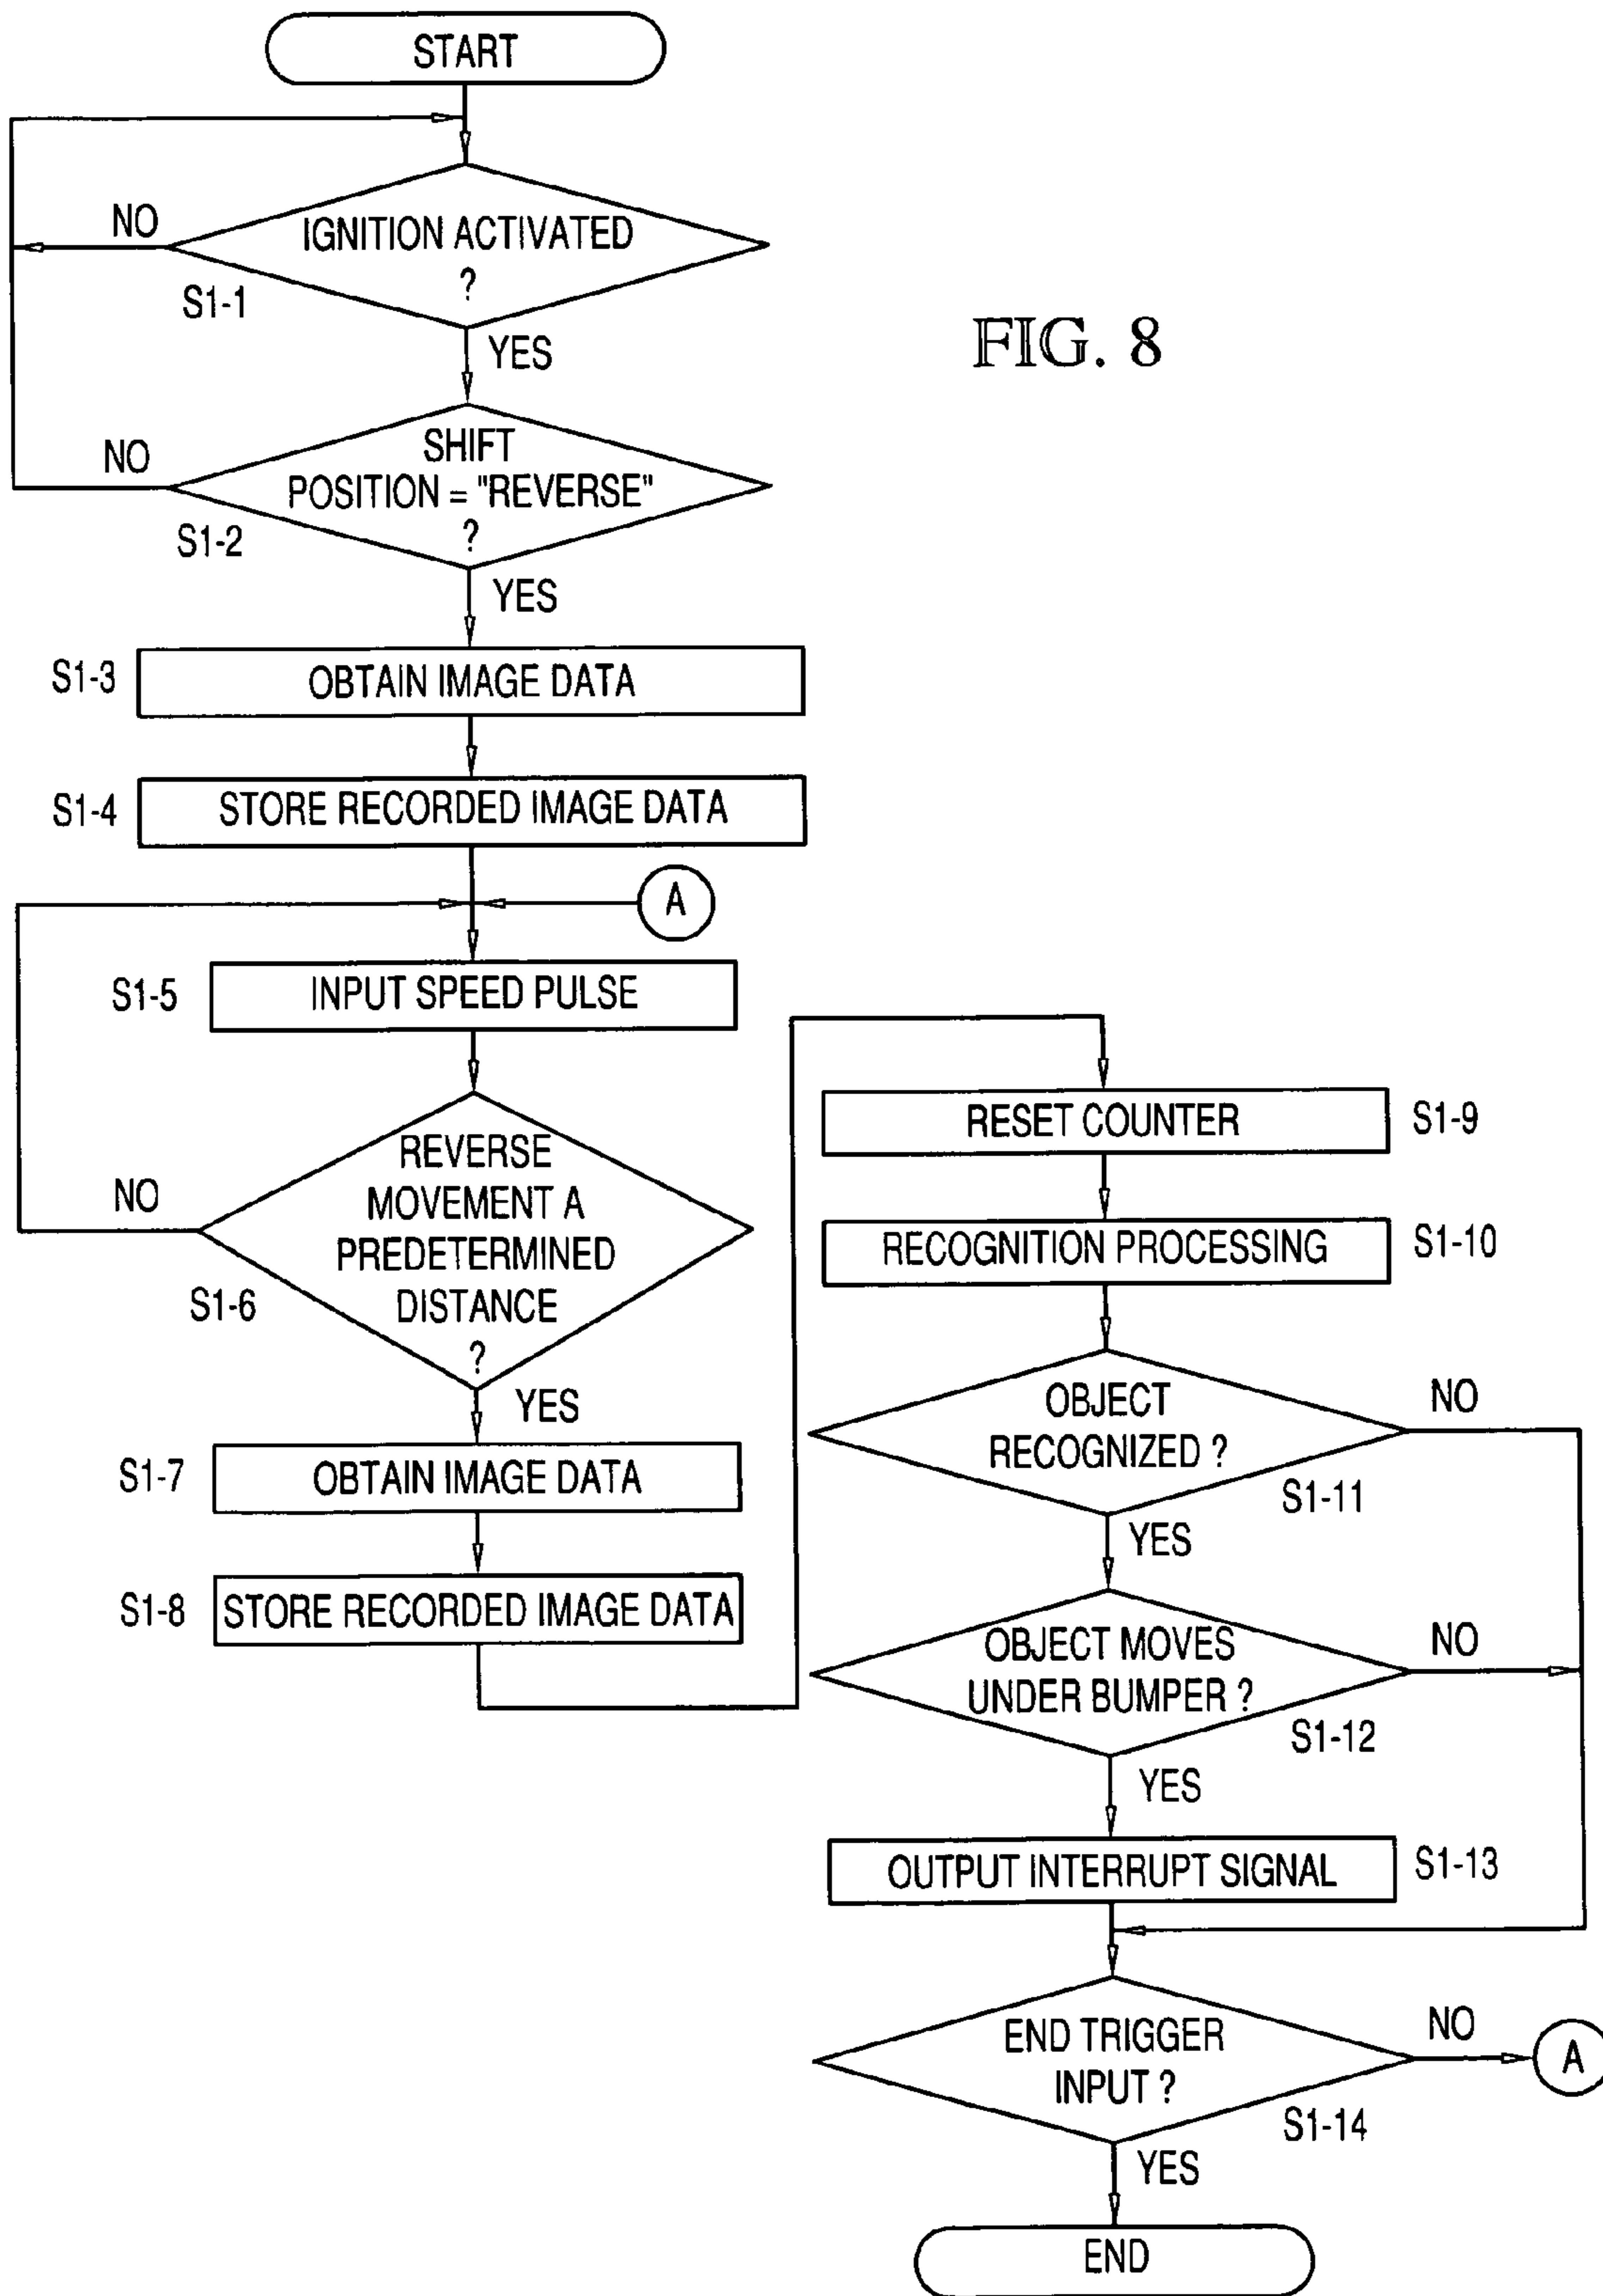 START
IGNITION ACTIVATED
?
NO
S1-1
YES
FIG. 8
SHIFT
POSITION = "REVERSE"
?
NO
S1-2
YES
S1-3
OBTAIN IMAGE DATA
S1-4
STORE RECORDED IMAGE DATA
A
S1-5
INPUT SPEED PULSE
REVERSE
MOVEMENT A
PREDETERMINED
DISTANCE
?
NO
S1-6
YES
S1-7
OBTAIN IMAGE DATA
S1-8
STORE RECORDED IMAGE DATA
RESET COUNTER
S1-9
RECOGNITION PROCESSING
S1-10
OBJECT
RECOGNIZED ?
NO
S1-11
YES
OBJECT MOVES
UNDER BUMPER ?
NO
S1-12
YES
OUTPUT INTERRUPT SIGNAL
S1-13
END TRIGGER
INPUT ?
NO
A
S1-14
YES
END